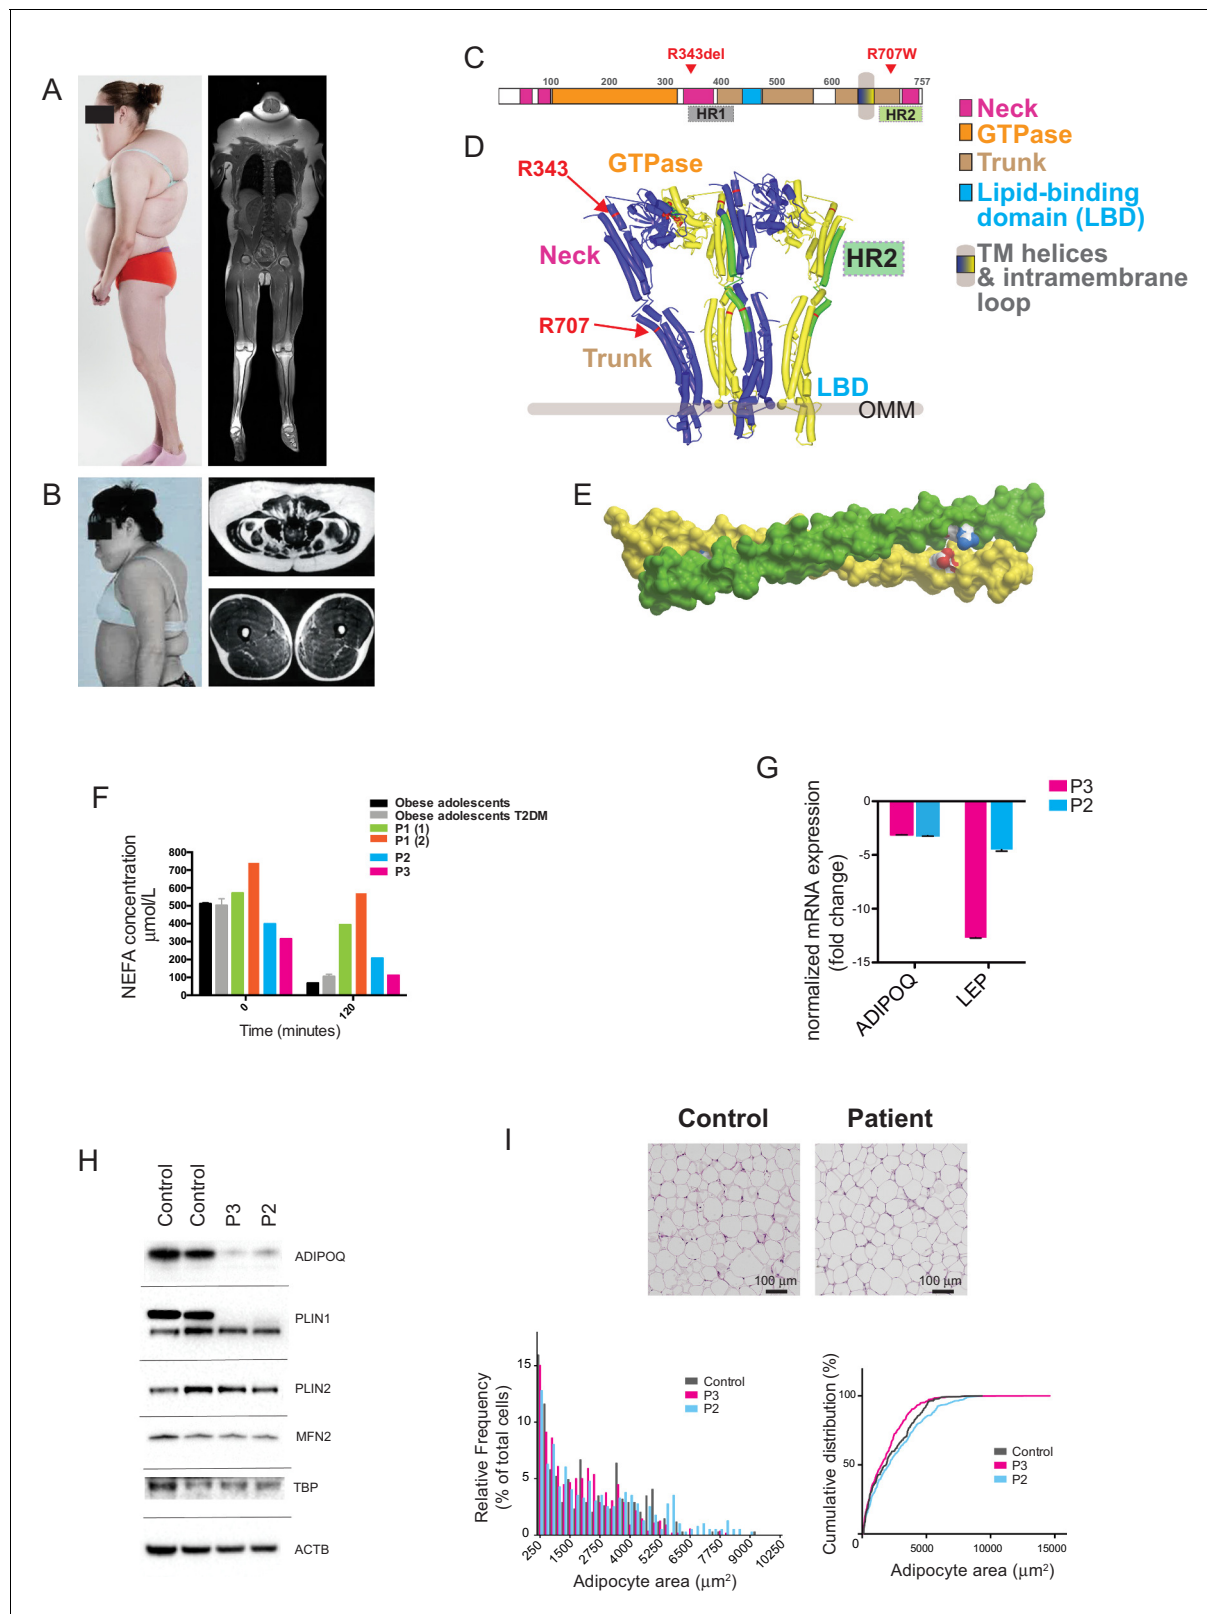 A
B
C
R343del
R707W
100
200
300
400
500
600
757
HR1
HR2
Neck
GTPase
Trunk
Lipid-binding
domain (LBD)
TM helices
& intramembrane
loop
D
R343
GTPase
Neck
HR2
R707
Trunk
LBD
OMM
E
F
Obese adolescents
Obese adolescents T2DM
P1 (1)
P1 (2)
P2
P3
NEFA concentration
µmol/L
800
700
600
500
400
300
200
100
0
0
120
Time (minutes)
G
P3
P2
normalized mRNA expression
(fold change)
0
-5
-10
-15
ADIPOQ
LEP
H
Control
Control
P3
P2
ADIPOQ
PLIN1
PLIN2
MFN2
TBP
ACTB
I
Control
Patient
100 µm
100 µm
Relative Frequency
(% of total cells)
15
10
5
0
Control
P3
P2
250
1500
2750
4000
5250
6500
7750
9000
10250
Adipocyte area (µm²)
Cumulative distribution (%)
100
50
0
Control
P3
P2
5000
10000
15000
Adipocyte area (µm²)